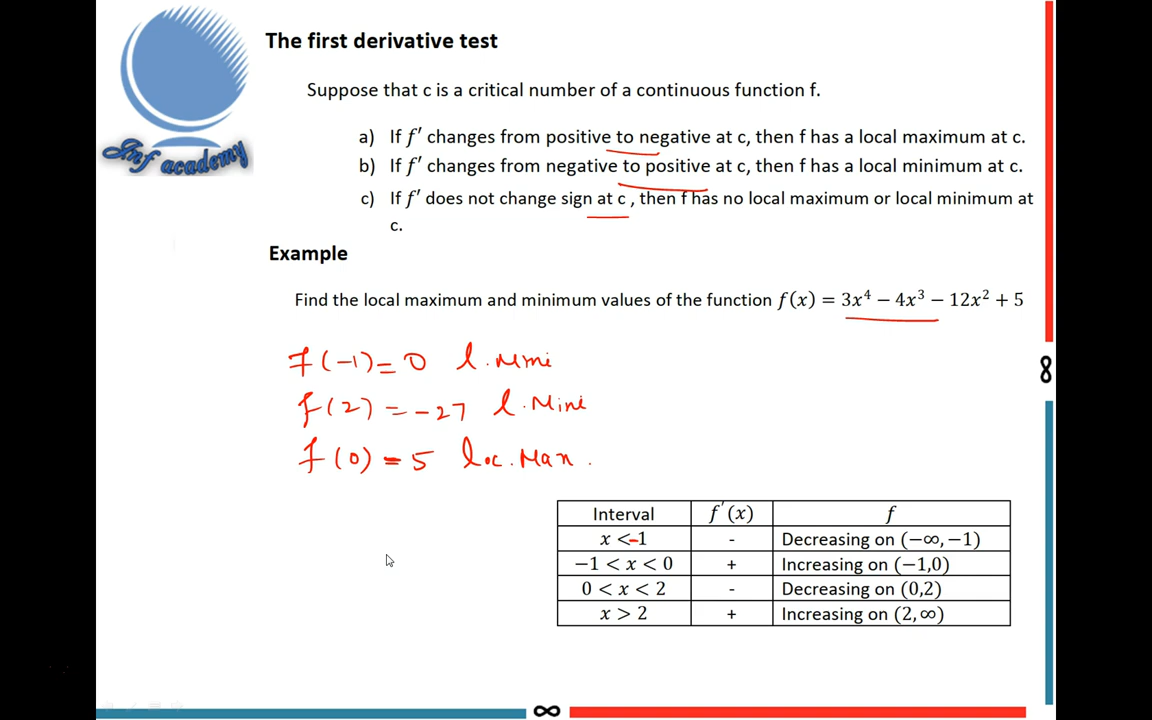 The first derivative test
Suppose that c is a critical number of a continuous function f.
a) If f′ changes from positive to negative at c, then f has a local maximum at c.
b) If f′ changes from negative to positive at c, then f has a local minimum at c.
c) If f′ does not change sign at c , then f has no local maximum or local minimum at
c.
Inf academy
Example
Find the local maximum and minimum values of the function f(x) = 3x⁴ − 4x³ − 12x² + 5
f(-1) = 0 l.Mini
f(2) = -27 l.Mini
f(0) = 5 loc.Max.
8
Interval f′(x) f
x <-1 - Decreasing on (−∞, −1)
−1 < x < 0 + Increasing on (−1,0)
0 < x < 2 - Decreasing on (0,2)
x > 2 + Increasing on (2, ∞)
∞